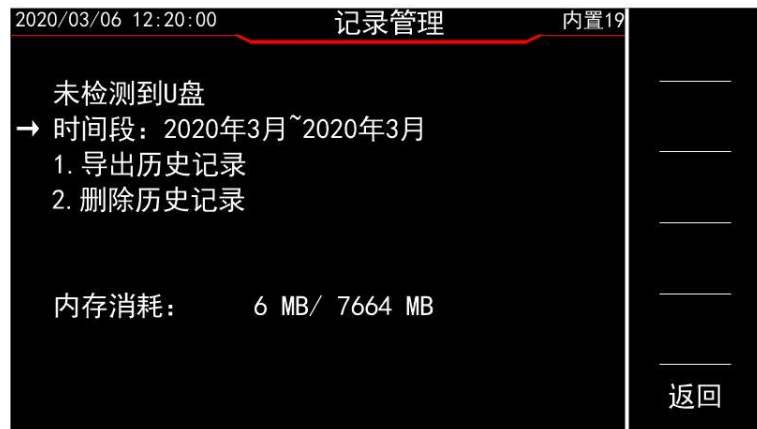 2020/03/06 12:20:00 记录管理 内置19
未检测到U盘
→ 时间段：2020年3月~2020年3月
1.导出历史记录
2.删除历史记录
内存消耗： 6 MB/ 7664 MB
返回